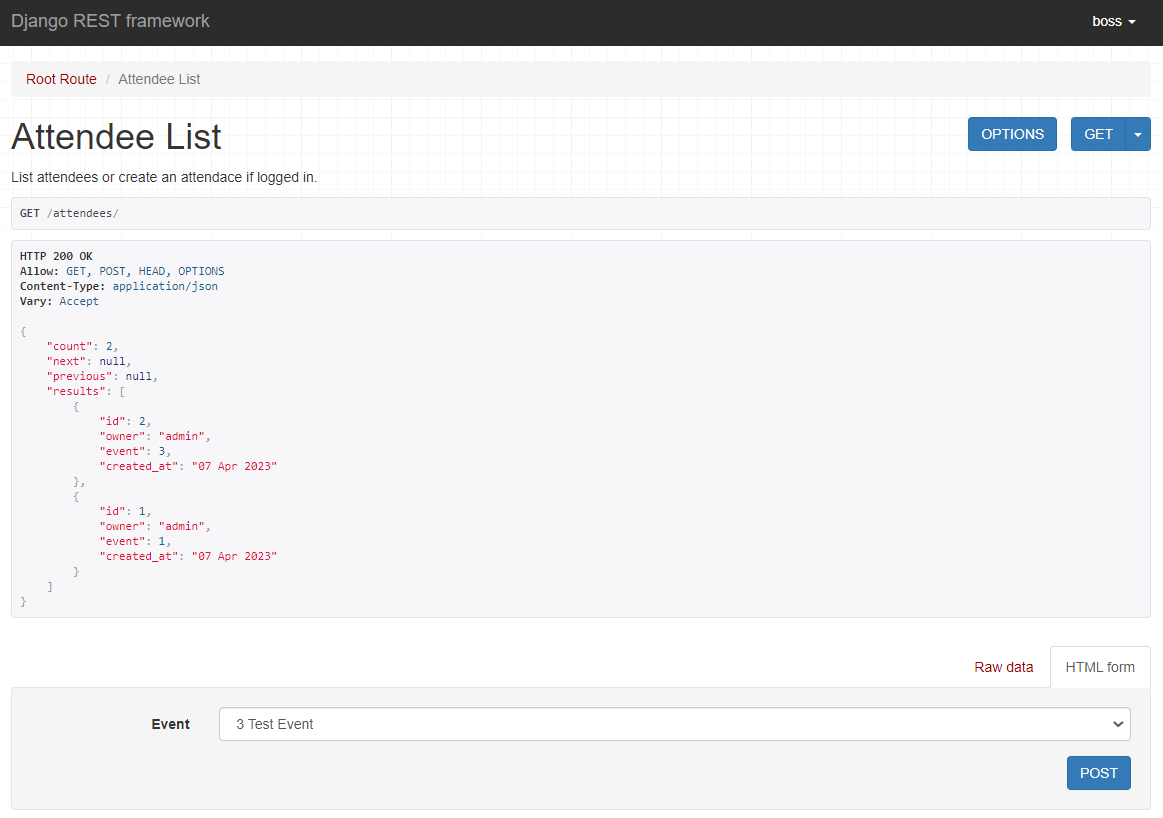 Django REST framework
boss
Root Route / Attendee List
Attendee List
OPTIONS
GET
List attendees or create an attendace if logged in.
GET /attendees/
HTTP 200 OK
Allow: GET, POST, HEAD, OPTIONS
Content-Type: application/json
Vary: Accept
{
    "count": 2,
    "next": null,
    "previous": null,
    "results": [
        {
            "id": 2,
            "owner": "admin",
            "event": 3,
            "created_at": "07 Apr 2023"
        },
        {
            "id": 1,
            "owner": "admin",
            "event": 1,
            "created_at": "07 Apr 2023"
        }
    ]
}
Raw data
HTML form
Event
3 Test Event
POST